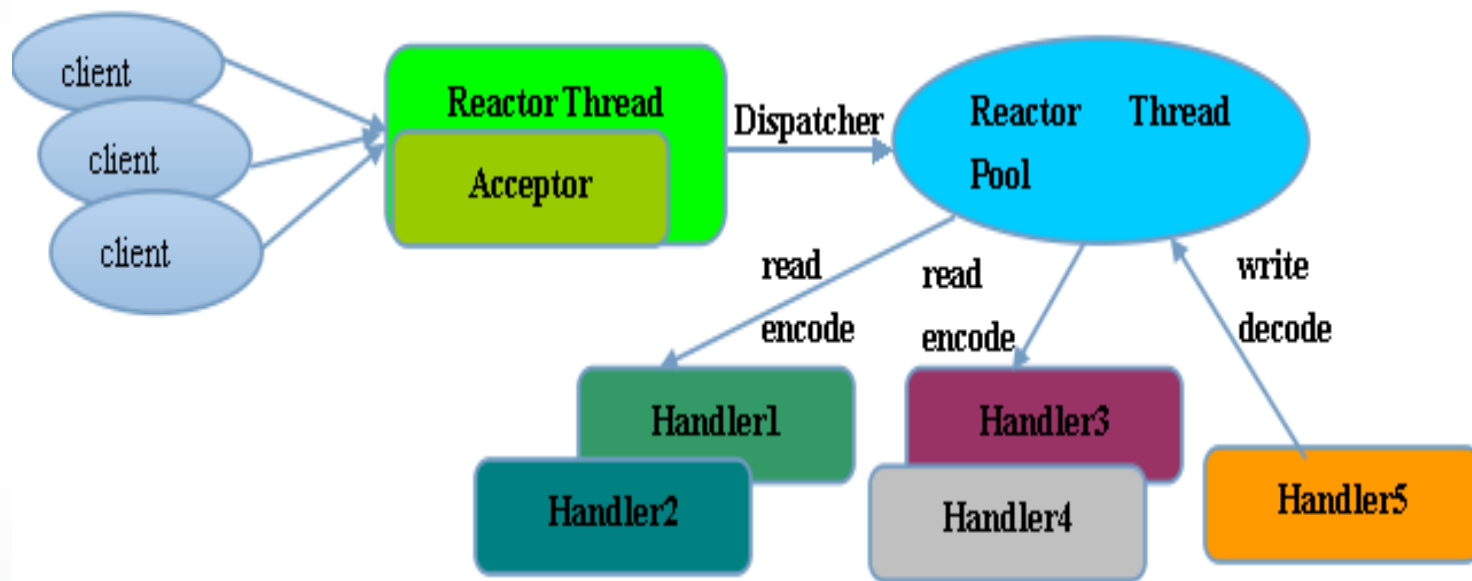 client
client
client
Reactor Thread
Acceptor
Dispatcher
Reactor Thread
Pool
read
encode
read
encode
write
decode
Handler1
Handler2
Handler3
Handler4
Handler5